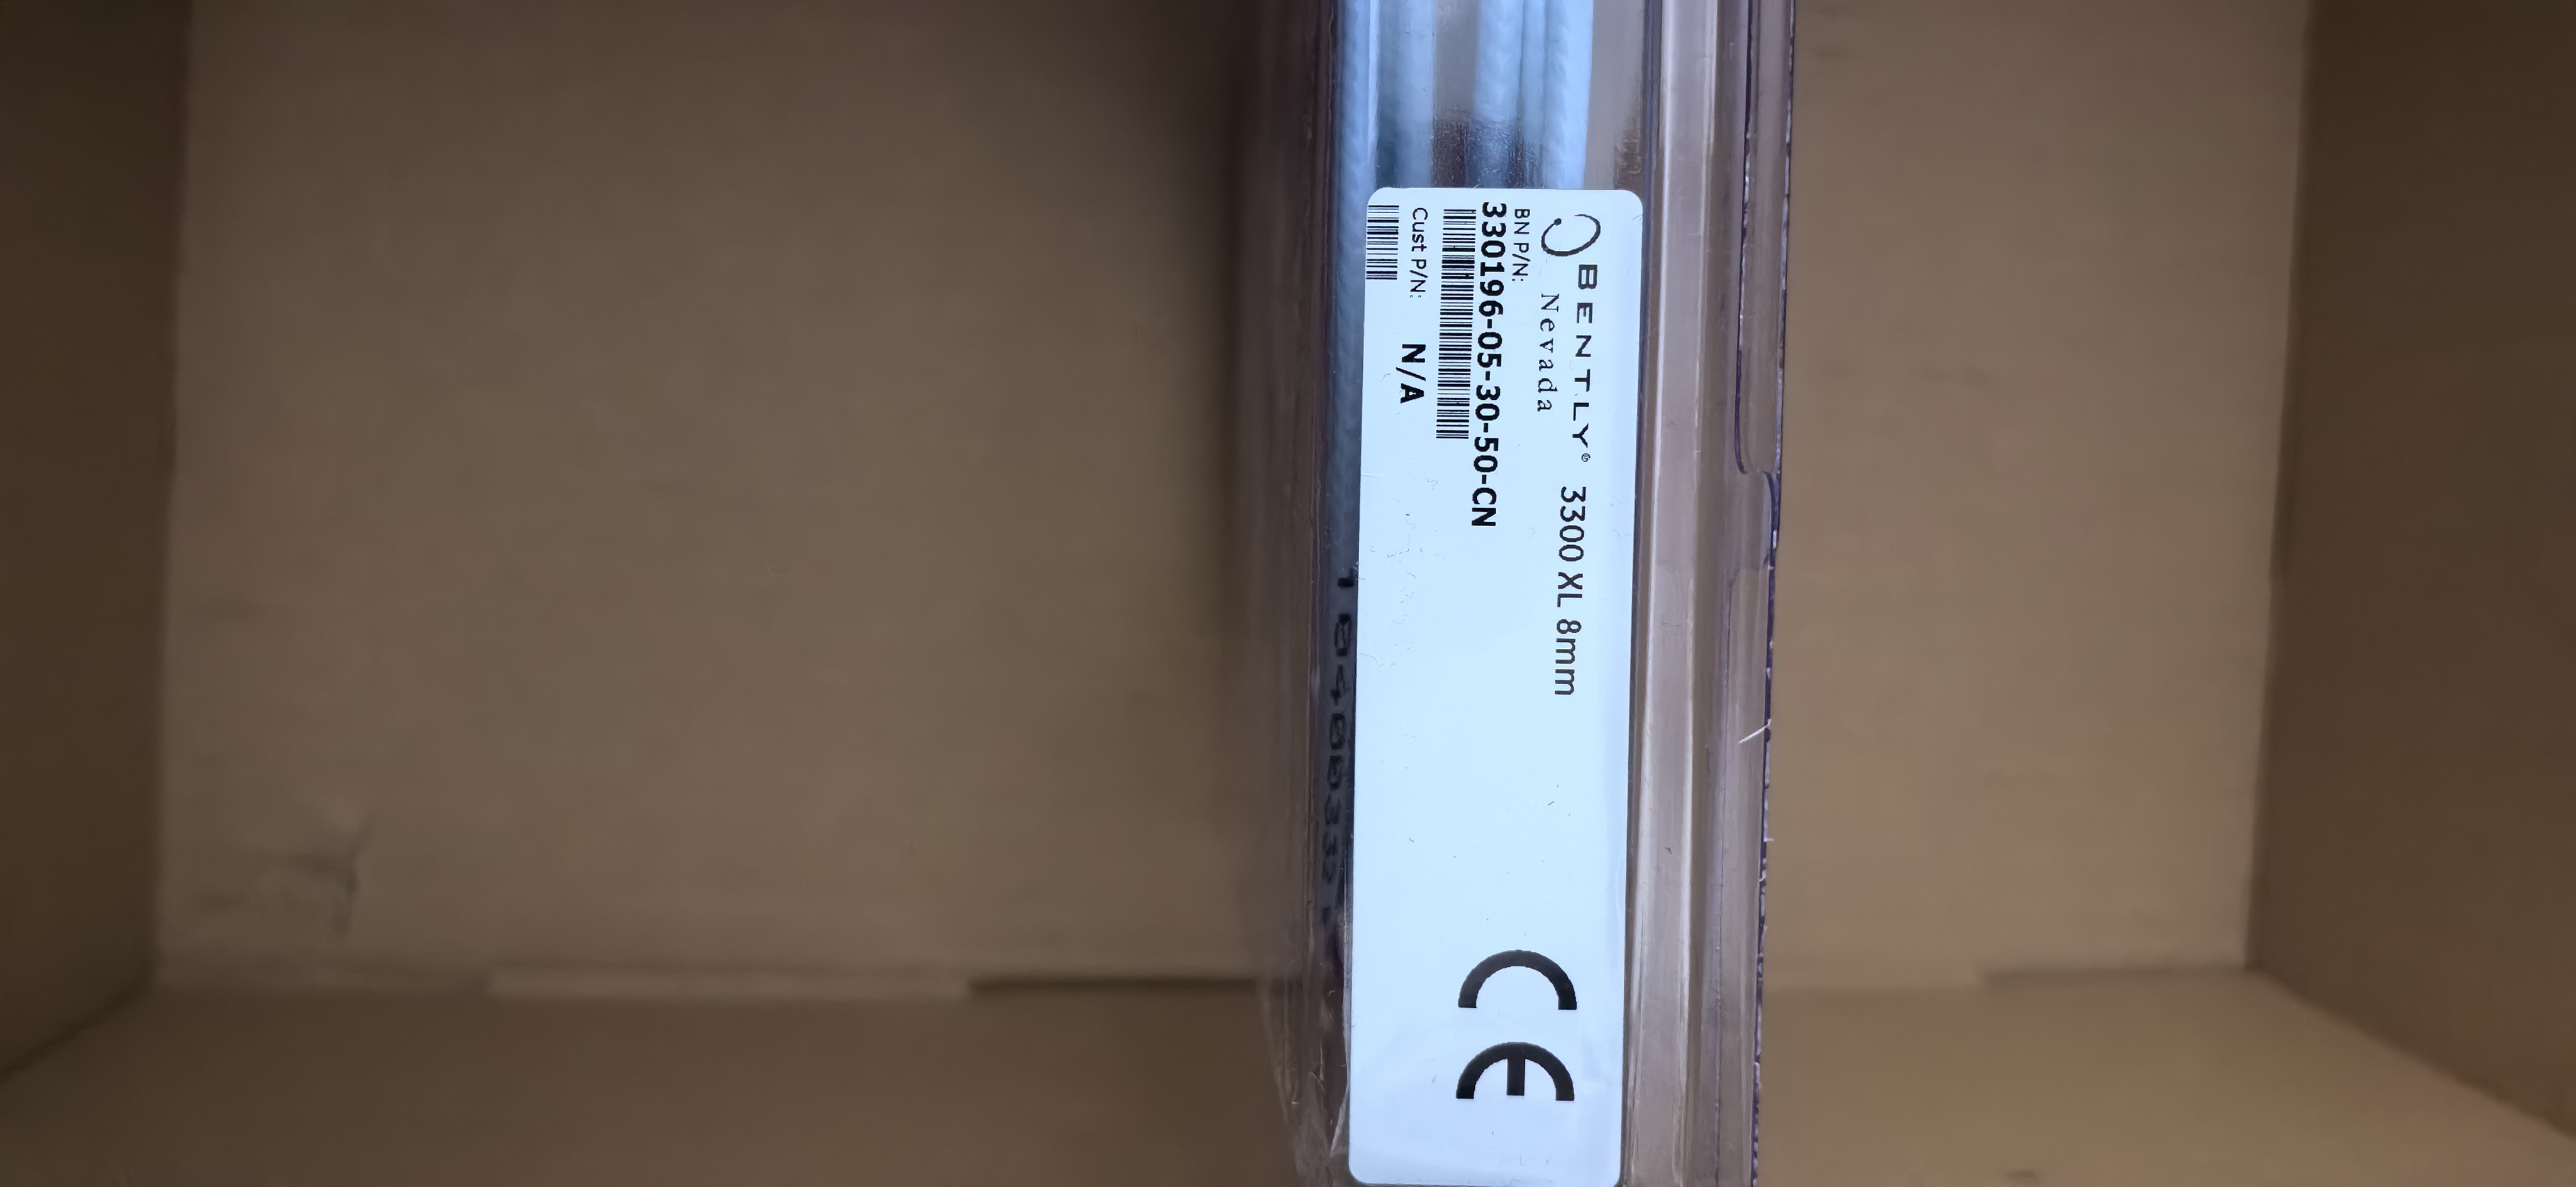 BENTLY® 3300 XL 8mm
Nevada
BN P/N:
330196-05-30-50-CN
Cust P/N: N/A
CE